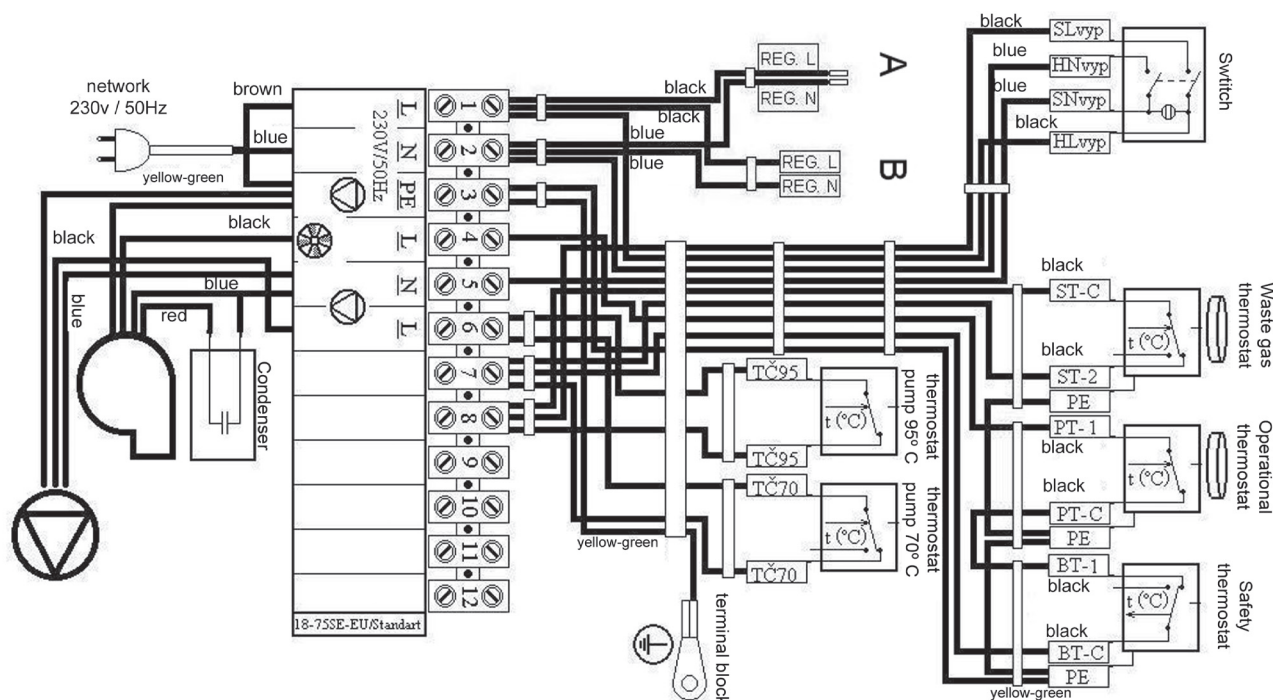 network
230v / 50Hz
brown
blue
yellow-green
black
black
blue
blue
red
Condenser
L
N
PE
L
N
L
230V/50Hz
18-75SE-EU/Standart
1
2
3
4
5
6
7
8
9
10
11
12
black
black
blue
blue
REG. L
REG. N
A
REG. L
REG. N
B
black
SLvyp
blue
HNvyp
blue
SNvyp
black
HLvyp
Swtitch
black
ST-C
t (°C)
black
ST-2
PE
Waste gas
thermostat
PT-1
black
t (°C)
black
PT-C
PE
Operational
thermostat
BT-1
black
t (°C)
black
BT-C
PE
yellow-green
Safety
thermostat
TČ95
t (°C)
TČ95
thermostat
pump 95º C
TČ70
t (°C)
TČ70
thermostat
pump 70º C
yellow-green
terminal block